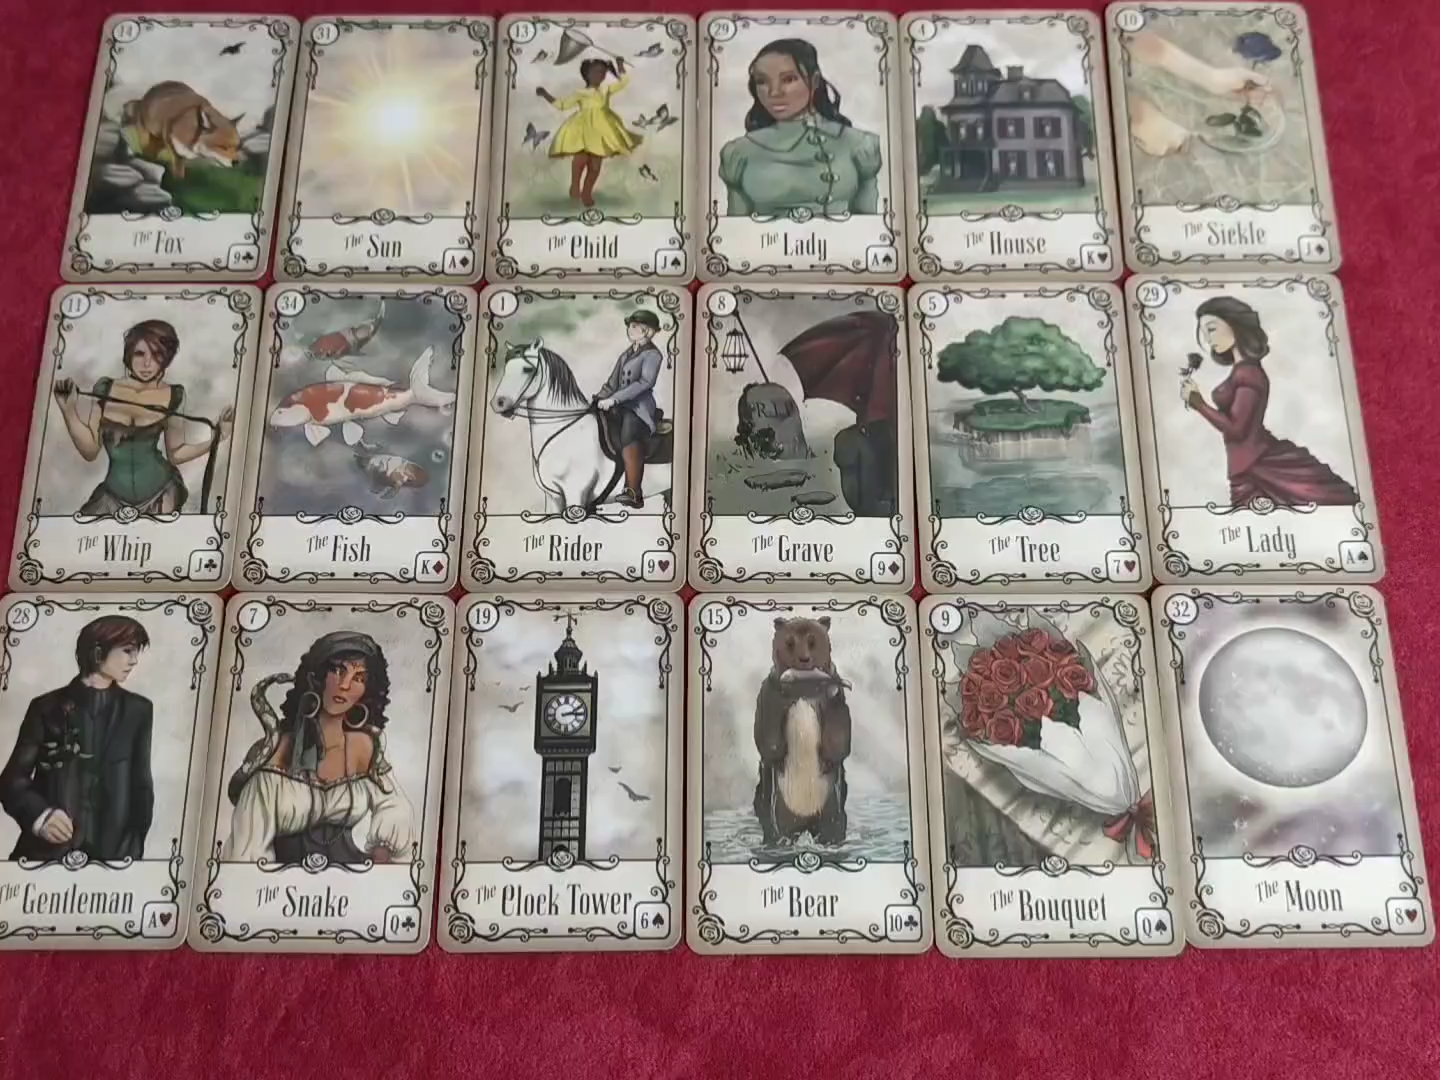 14
The Fox
9♣
31
The Sun
A♦
13
The Child
J♠
29
The Lady
A♠
4
The House
K♥
10
The Sickle
J♠
11
The Whip
J♣
34
The Fish
K♦
1
The Rider
9♥
8
R.I.P
The Grave
9♦
5
The Tree
7♥
29
The Lady
A♠
28
The Gentleman
A♥
7
The Snake
Q♣
19
The Clock Tower
6♠
15
The Bear
10♣
9
The Bouquet
Q♠
32
The Moon
8♥